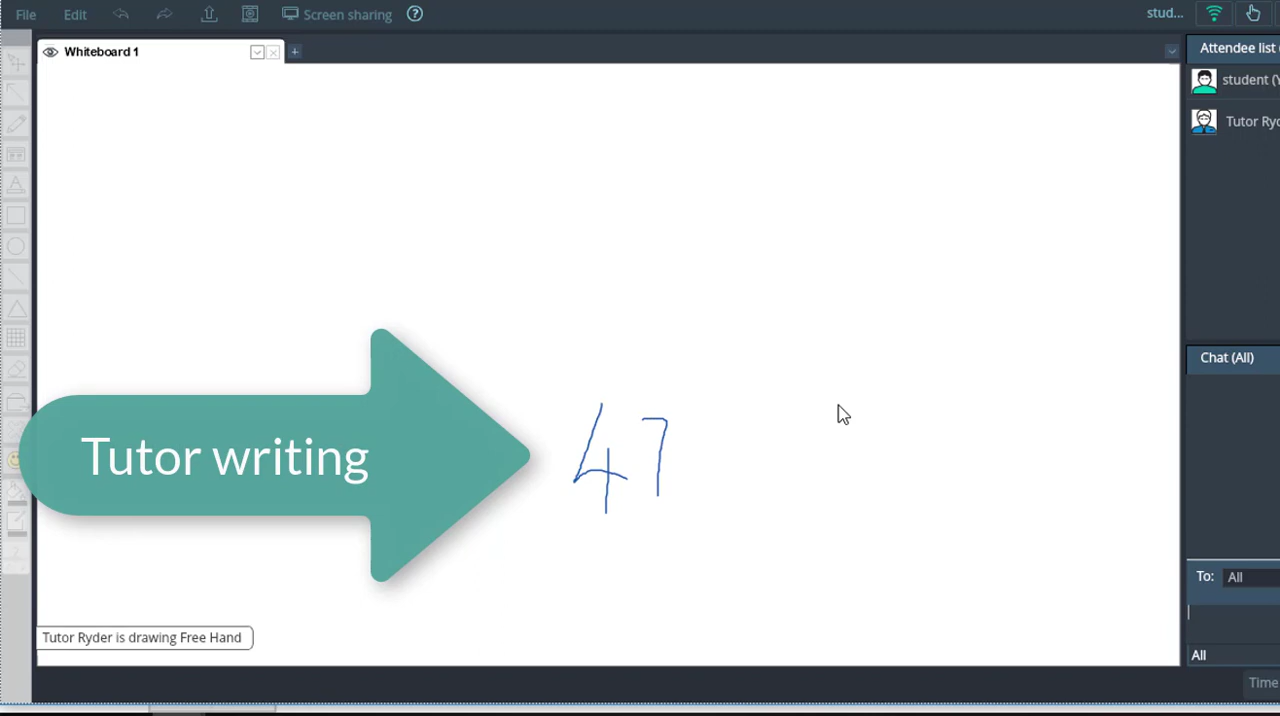 File Edit Screen sharing ? stud...
Whiteboard 1 +
Attendee list (
student (Y
Tutor Ryd
47
Tutor writing
Chat (All)
To: All
Tutor Ryder is drawing Free Hand
All
Time